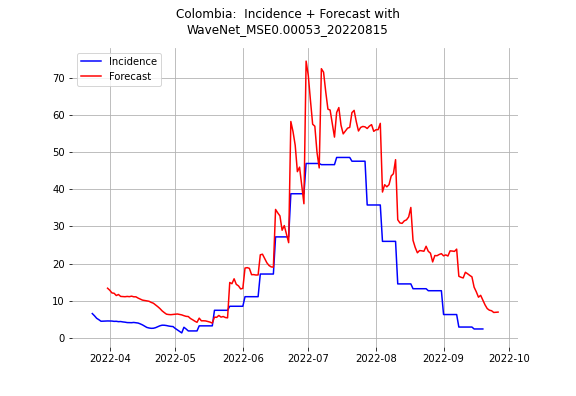 Colombia: Incidence + Forecast with
WaveNet_MSE0.00053_20220815
Incidence
Forecast
70
60
50
40
30
20
10
0
2022-04 2022-05 2022-06 2022-07 2022-08 2022-09 2022-10